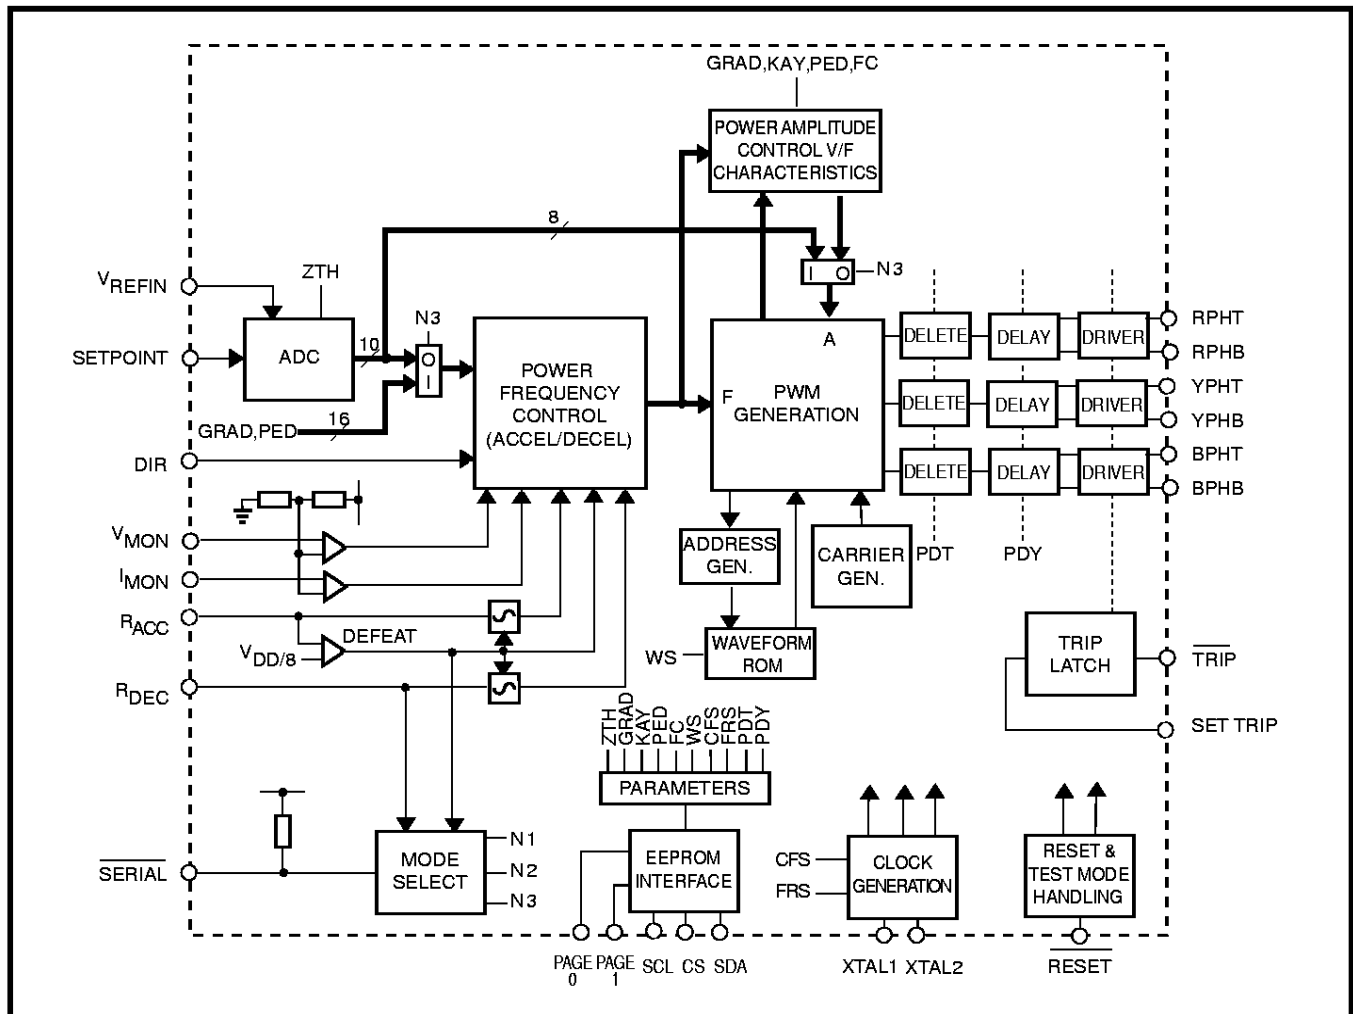 GRAD,KAY,PED,FC
POWER AMPLITUDE
CONTROL V/F
CHARACTERISTICS
8
I O
N3
VREFIN
ZTH
SETPOINT
ADC
10
N3
O
I
16
GRAD,PED
DIR
POWER
FREQUENCY
CONTROL
(ACCEL/DECEL)
A
F
PWM
GENERATION
DELETE
DELAY
DRIVER
RPHT
RPHB
DELETE
DELAY
DRIVER
YPHT
YPHB
DELETE
DELAY
DRIVER
BPHT
BPHB
PDT
PDY
VMON
IMON
RACC
DEFEAT
VDD/8
RDEC
ADDRESS
GEN.
CARRIER
GEN.
WS
WAVEFORM
ROM
TRIP
LATCH
TRIP
SET TRIP
ZTH
GRAD
KAY
PED
FC
WS
CFS
FRS
PDT
PDY
PARAMETERS
SERIAL
MODE
SELECT
N1
N2
N3
EEPROM
INTERFACE
CFS
FRS
CLOCK
GENERATION
RESET &
TEST MODE
HANDLING
PAGE
0
PAGE
1
SCL
CS
SDA
XTAL1
XTAL2
RESET